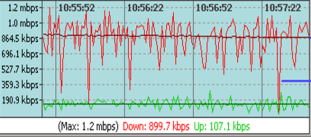 10:55:52 10:56:22 10:56:52 10:57:22
1.2 mbps
1.0 mbps
864.5 kbps
696.1 kbps
527.7 kbps
359.3 kbps
190.9 kbps
(Max: 1.2 mbps) Down: 899.7 kbps Up: 107.1 kbps